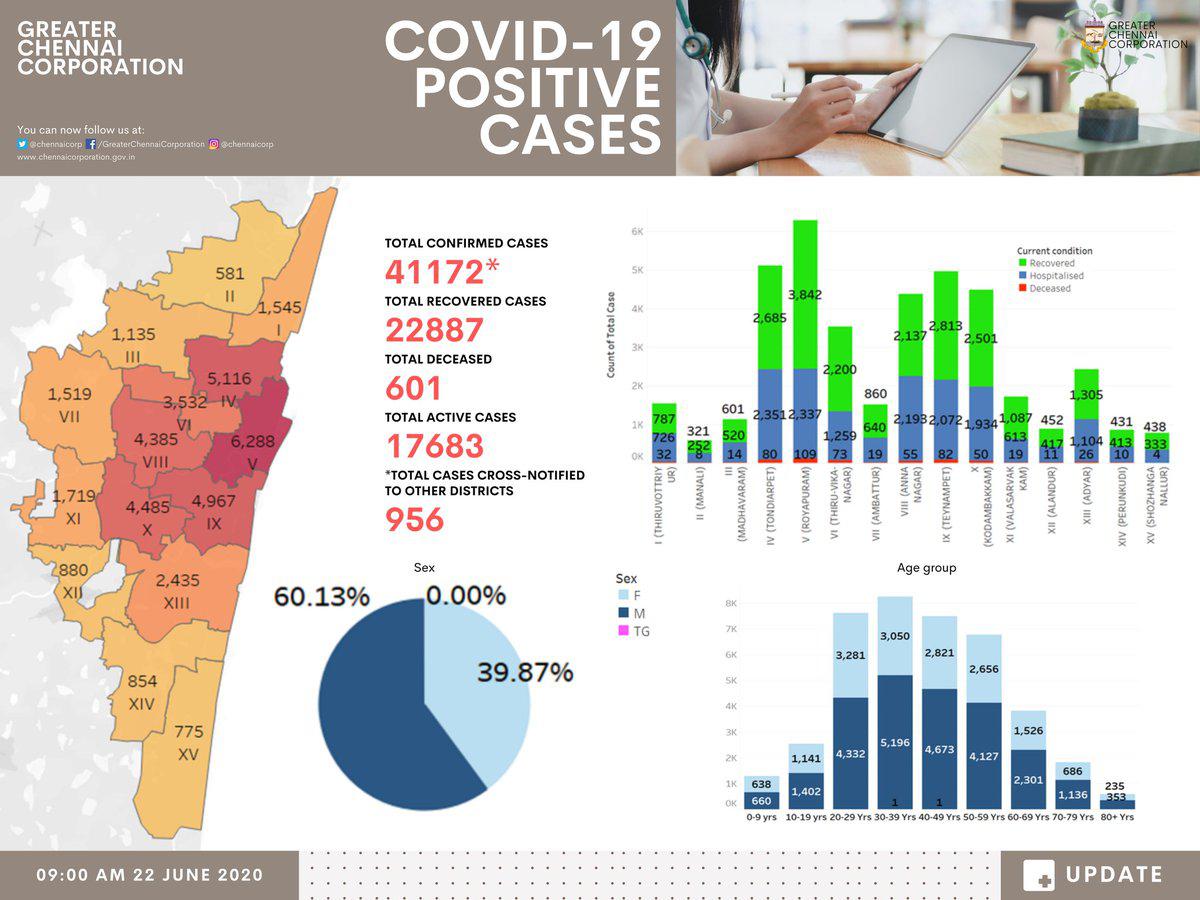 GREATER
CHENNAI
CORPORATION
You can now follow us at:
@chennaicorp /GreaterChennaiCorporation @chennaicorp
www.chennaicorporation.gov.in
COVID-19
POSITIVE
CASES
GREATER
CHENNAI
CORPORATION
581
II
1,545
I
1,135
III
5,116
IV
1,519
VII
3,532
VI
4,385
VIII
6,288
V
1,719
XI
4,485
X
4,967
IX
880
XII
2,435
XIII
854
XIV
775
XV
TOTAL CONFIRMED CASES
41172*
TOTAL RECOVERED CASES
22887
TOTAL DECEASED
601
TOTAL ACTIVE CASES
17683
*TOTAL CASES CROSS-NOTIFIED
TO OTHER DISTRICTS
956
Count of Total Case
6K
5K
4K
3K
2K
1K
0K
Current condition
Recovered
Hospitalised
Deceased
787
726
32
321
252
8
601
520
14
2,685
2,351
80
3,842
2,337
109
2,200
1,259
73
860
640
19
2,137
2,193
55
2,813
2,072
82
2,501
1,934
50
1,087
613
19
452
417
11
1,305
1,104
26
431
413
10
438
333
4
I (THIRUVOTTRIY
UR)
II (MANALI)
III
(MADHAVARAM)
IV (TONDIARPET)
V (ROYAPURAM)
VI (THIRU-VIKA-
NAGAR)
VII (AMBATTUR)
VIII (ANNA
NAGAR)
IX (TEYNAMPET)
X
(KODAMBAKKAM)
XI (VALASARVAK
KAM)
XII (ALANDUR)
XIII (ADYAR)
XIV (PERUNKUDI)
XV (SHOZHANGA
NALLUR)
Sex
60.13%
0.00%
39.87%
Sex
F
M
TG
Age group
8K
7K
6K
5K
4K
3K
2K
1K
0K
638
660
1,141
1,402
3,281
4,332
3,050
5,196
1
2,821
4,673
1
2,656
4,127
1,526
2,301
686
1,136
235
353
0-9 yrs 10-19 yrs 20-29 Yrs 30-39 Yrs 40-49 Yrs 50-59 Yrs 60-69 Yrs 70-79 Yrs 80+ Yrs
09:00 AM 22 JUNE 2020
UPDATE